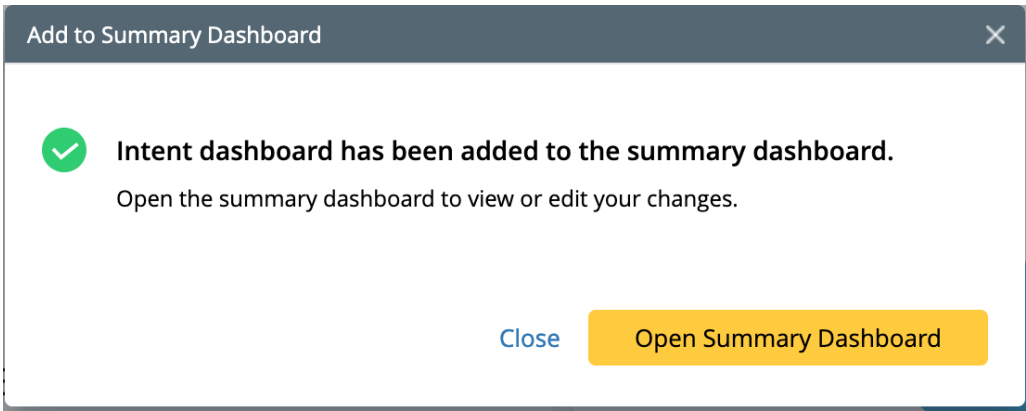 Add to Summary Dashboard
Intent dashboard has been added to the summary dashboard.
Open the summary dashboard to view or edit your changes.
Close
Open Summary Dashboard